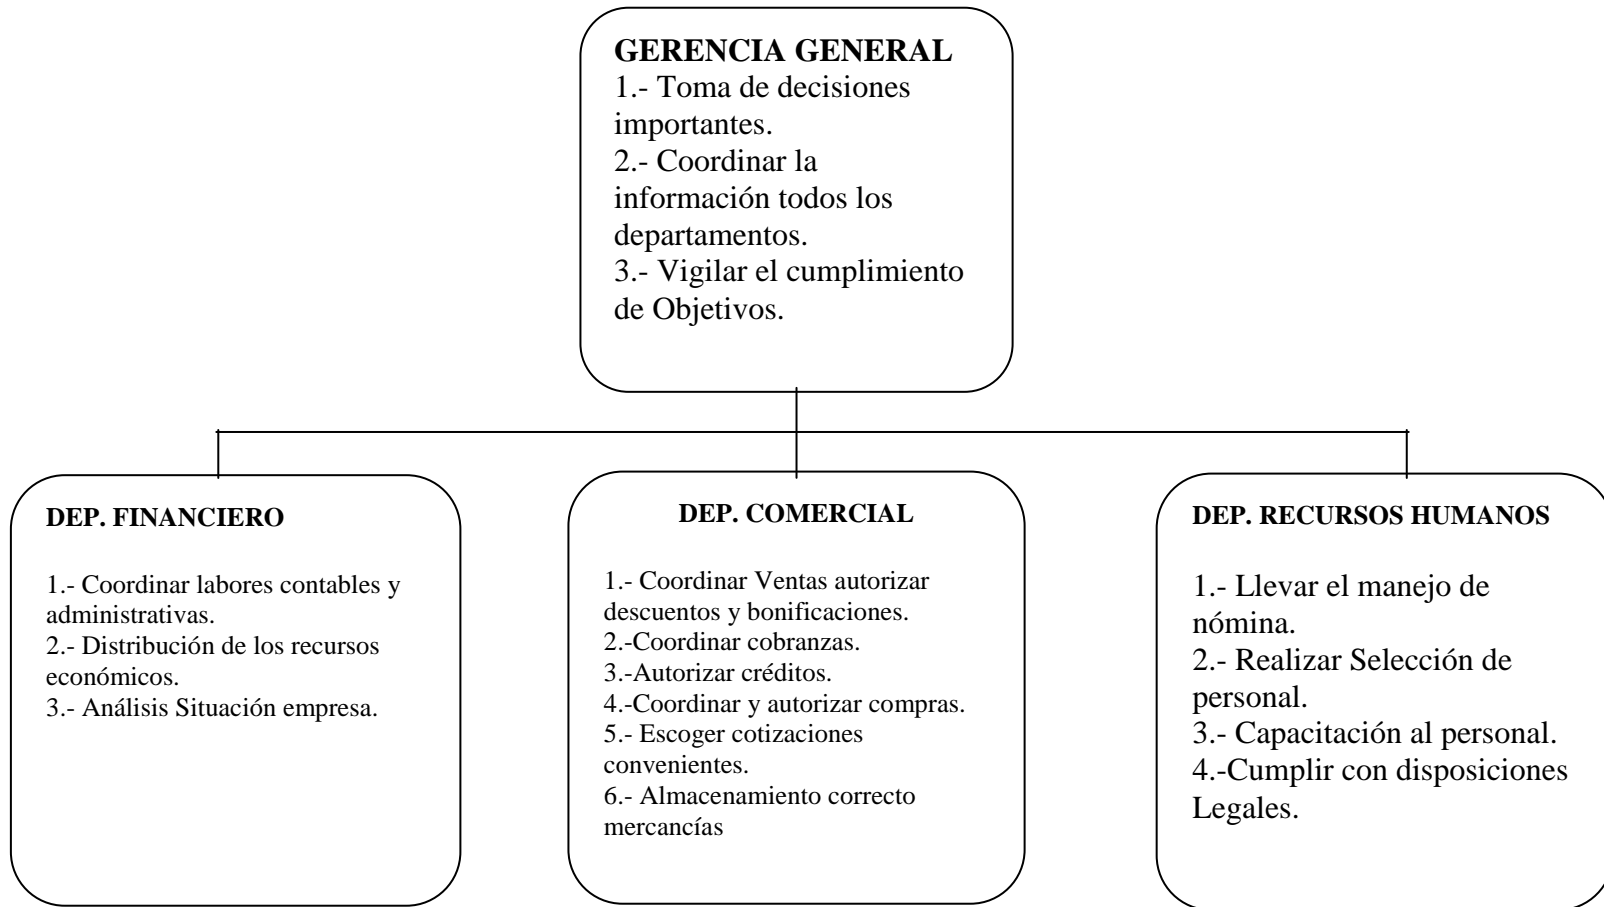 GERENCIA GENERAL
1.- Toma de decisiones
importantes.
2.- Coordinar la
información todos los
departamentos.
3.- Vigilar el cumplimiento
de Objetivos.
DEP. FINANCIERO
1.- Coordinar labores contables y
administrativas.
2.- Distribución de los recursos
económicos.
3.- Análisis Situación empresa.
DEP. COMERCIAL
1.- Coordinar Ventas autorizar
descuentos y bonificaciones.
2.-Coordinar cobranzas.
3.-Autorizar créditos.
4.-Coordinar y autorizar compras.
5.- Escoger cotizaciones
convenientes.
6.- Almacenamiento correcto
mercancías
DEP. RECURSOS HUMANOS
1.- Llevar el manejo de
nómina.
2.- Realizar Selección de
personal.
3.- Capacitación al personal.
4.-Cumplir con disposiciones
Legales.